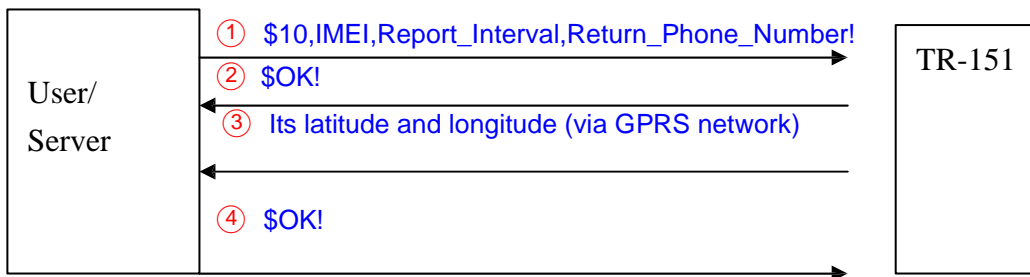 ① $10,IMEI,Report_Interval,Return_Phone_Number!
TR-151
② $OK!
User/
Server
③ Its latitude and longitude (via GPRS network)
④ $OK!